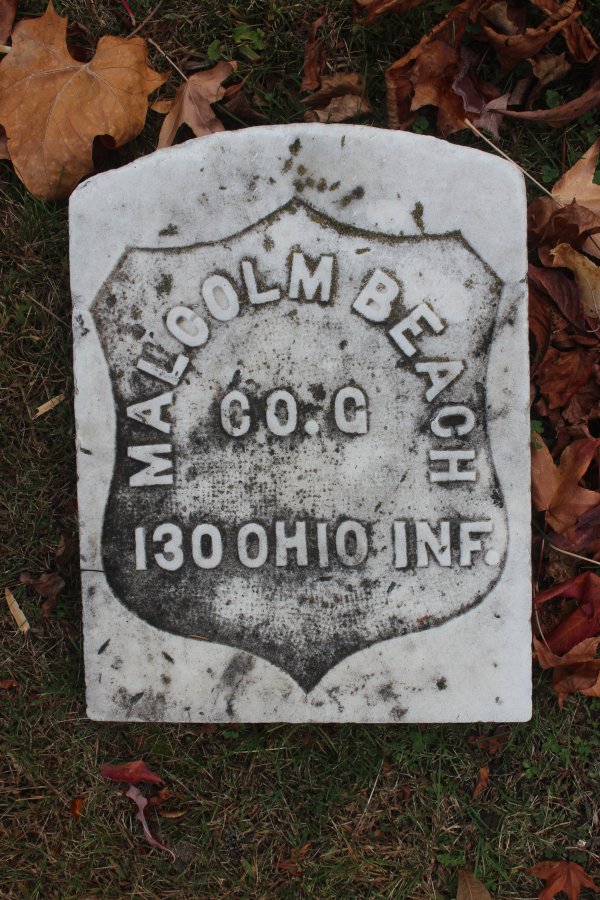 MALCOLM BEACH
CO. G
130 OHIO INF.